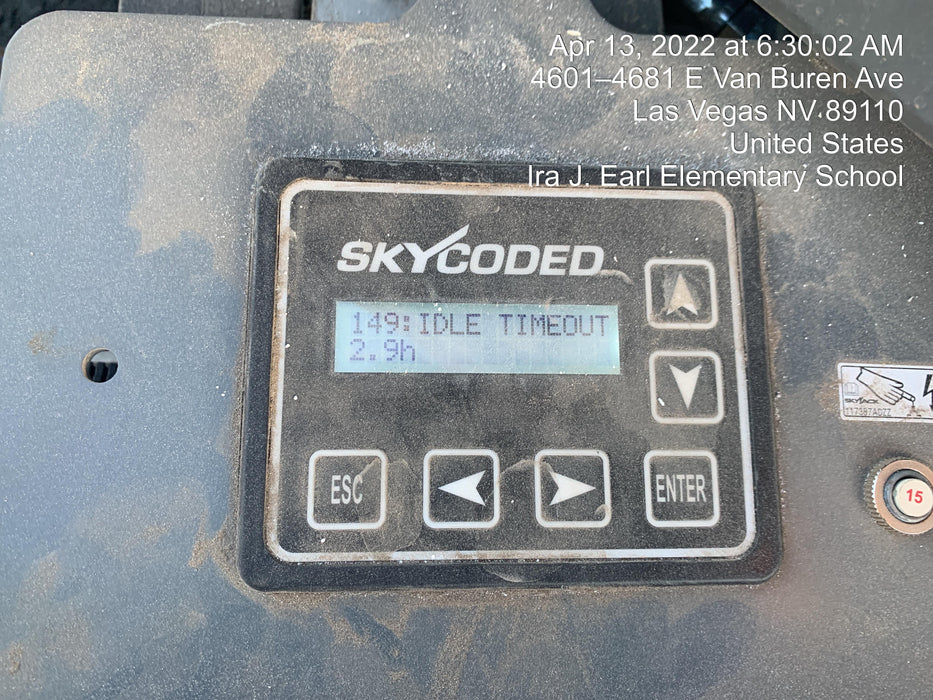 Apr 13, 2022 at 6:30:02 AM
4601–4681 E Van Buren Ave
Las Vegas NV 89110
United States
Ira J. Earl Elementary School
SKYCODED
149:IDLE TIMEOUT
2.9h
SKYJACK
15
ESC
ENTER